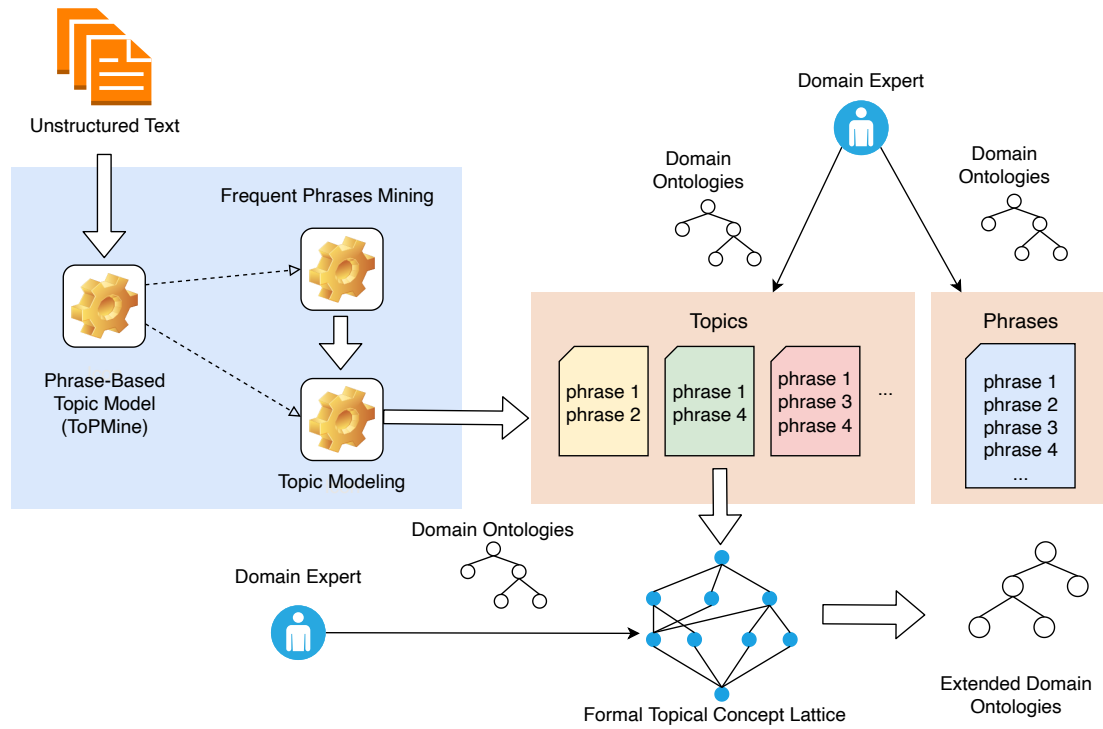 Unstructured Text
Frequent Phrases Mining
Phrase-Based
Topic Model
(ToPMine)
Topic Modeling
Domain Expert
Domain
Ontologies
Domain
Ontologies
Topics
phrase 1
phrase 2
phrase 1
phrase 4
phrase 1
phrase 3
phrase 4
...
Phrases
phrase 1
phrase 2
phrase 3
phrase 4
...
Domain Ontologies
Domain Expert
Formal Topical Concept Lattice
Extended Domain
Ontologies